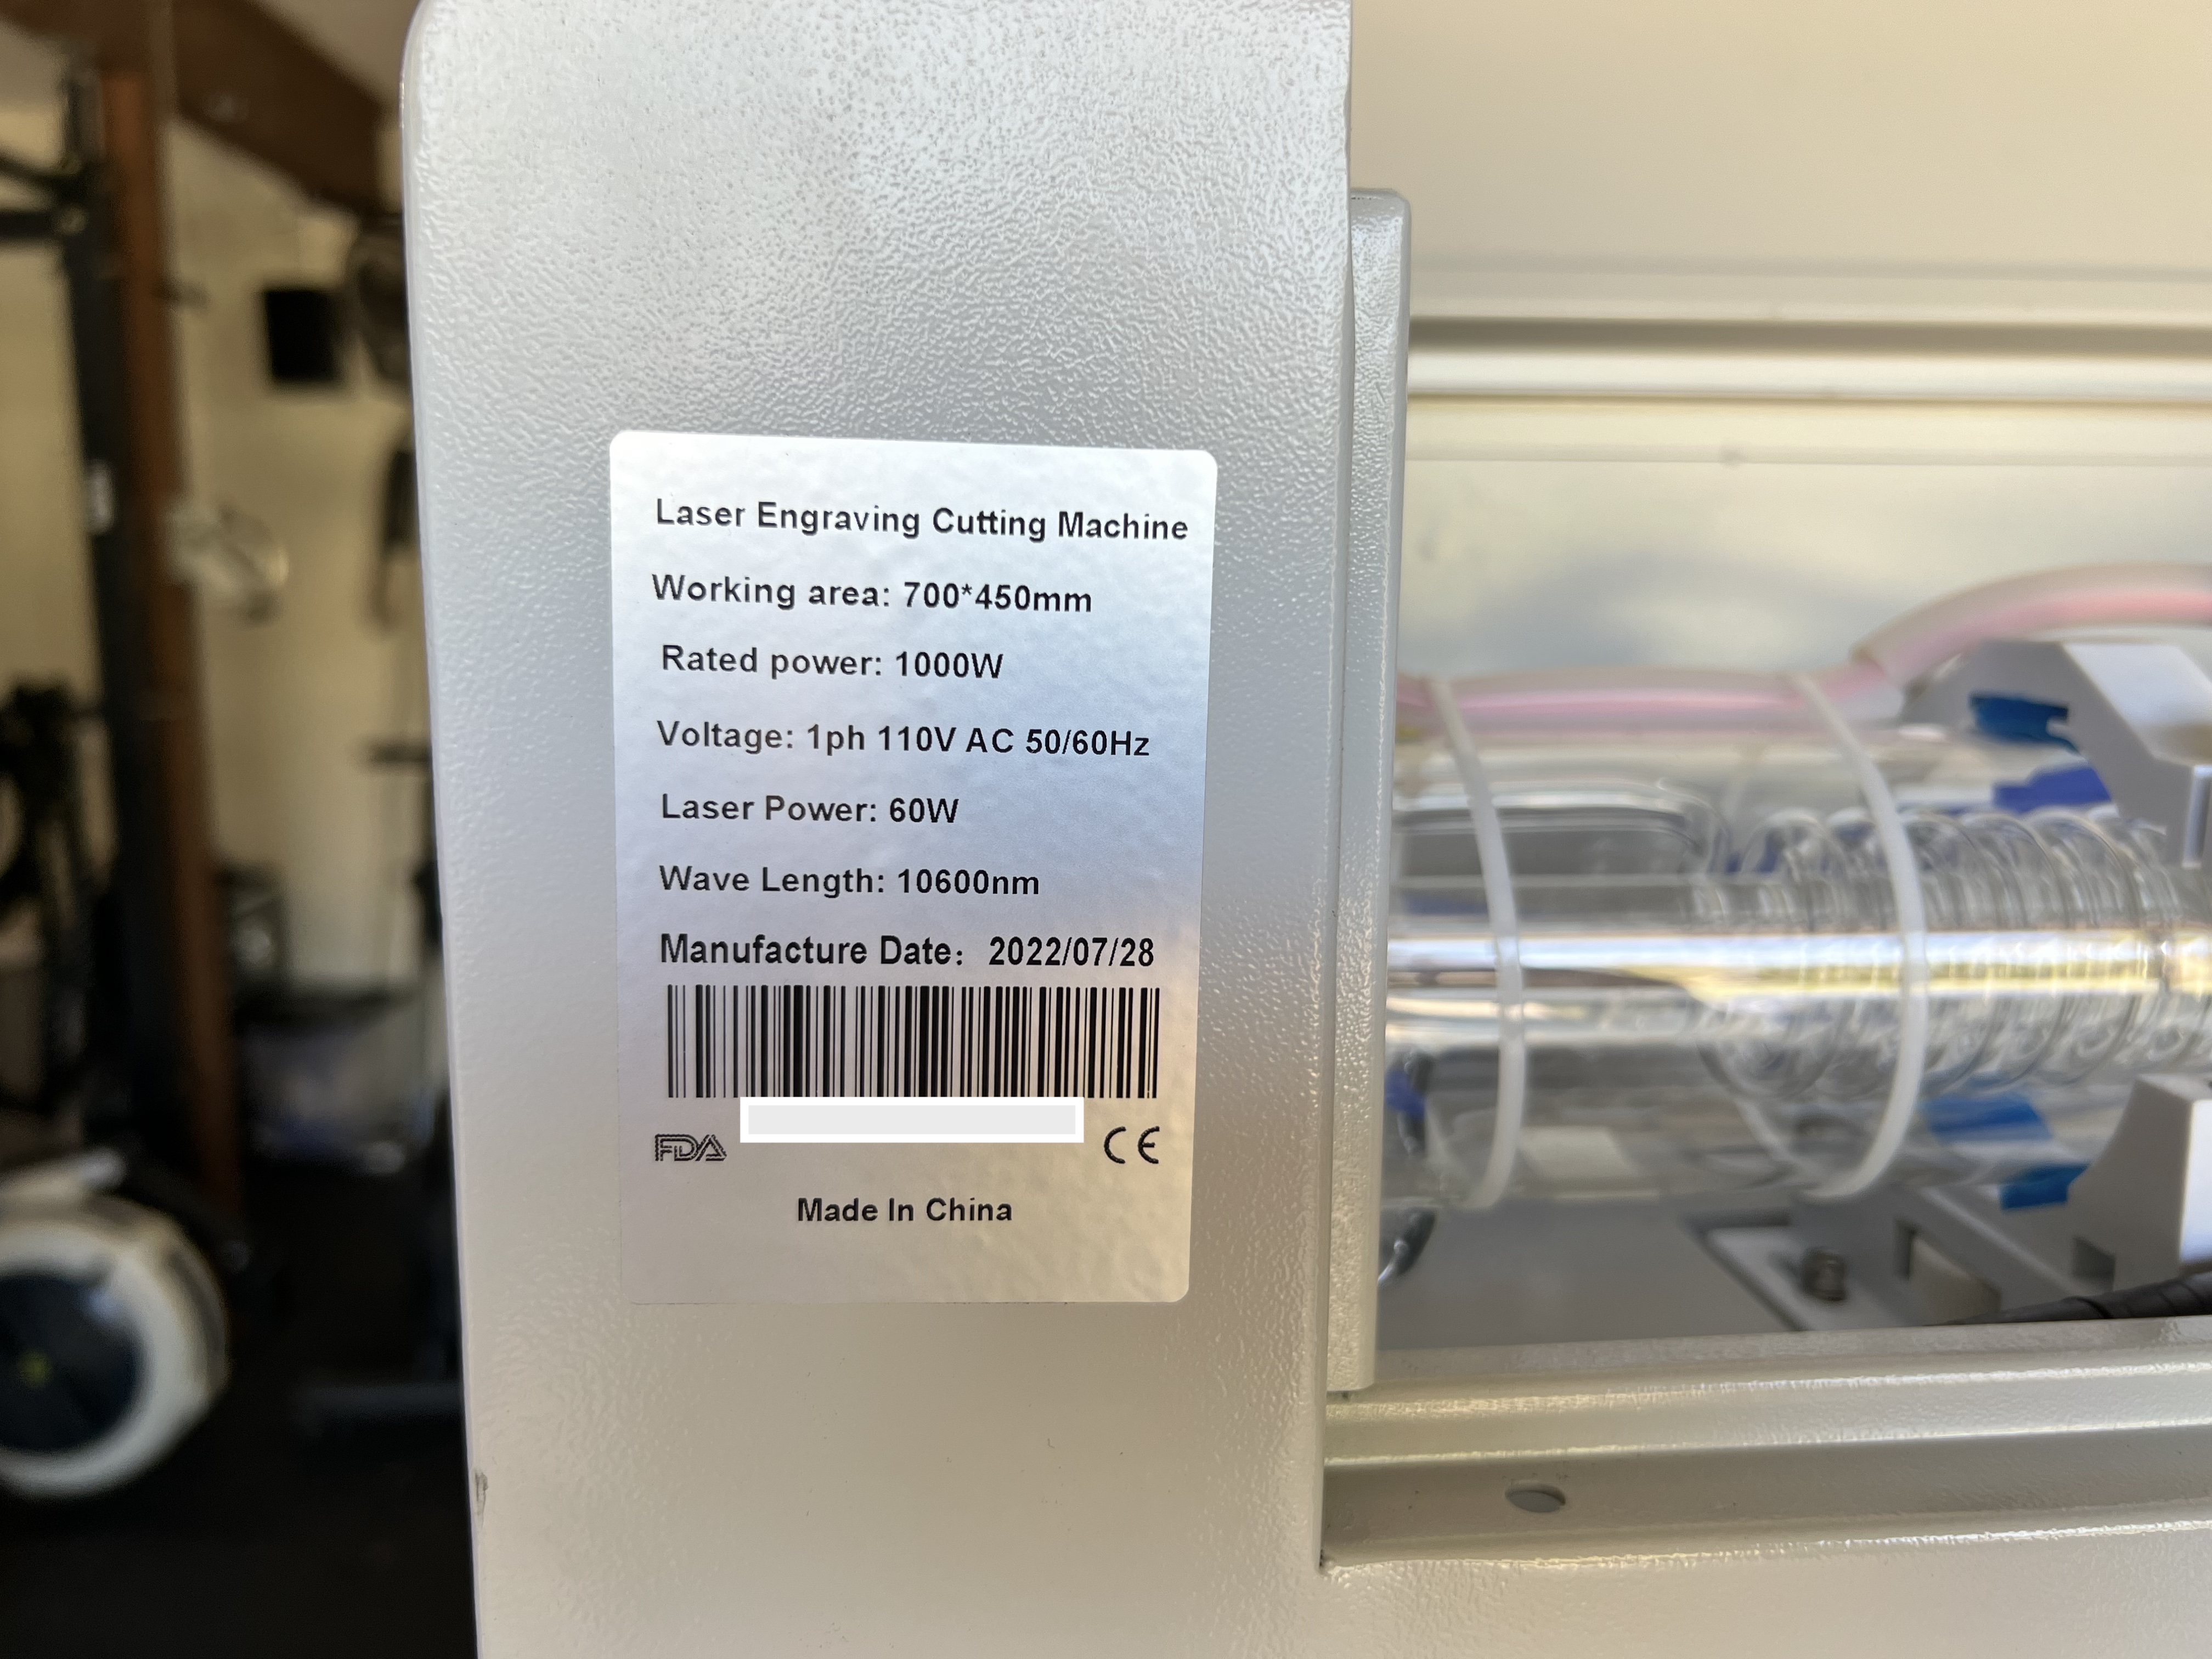 Laser Engraving Cutting Machine
Working area: 700*450mm
Rated power: 1000W
Voltage: 1ph 110V AC 50/60Hz
Laser Power: 60W
Wave Length: 10600nm
Manufacture Date: 2022/07/28
FDA CE
Made In China